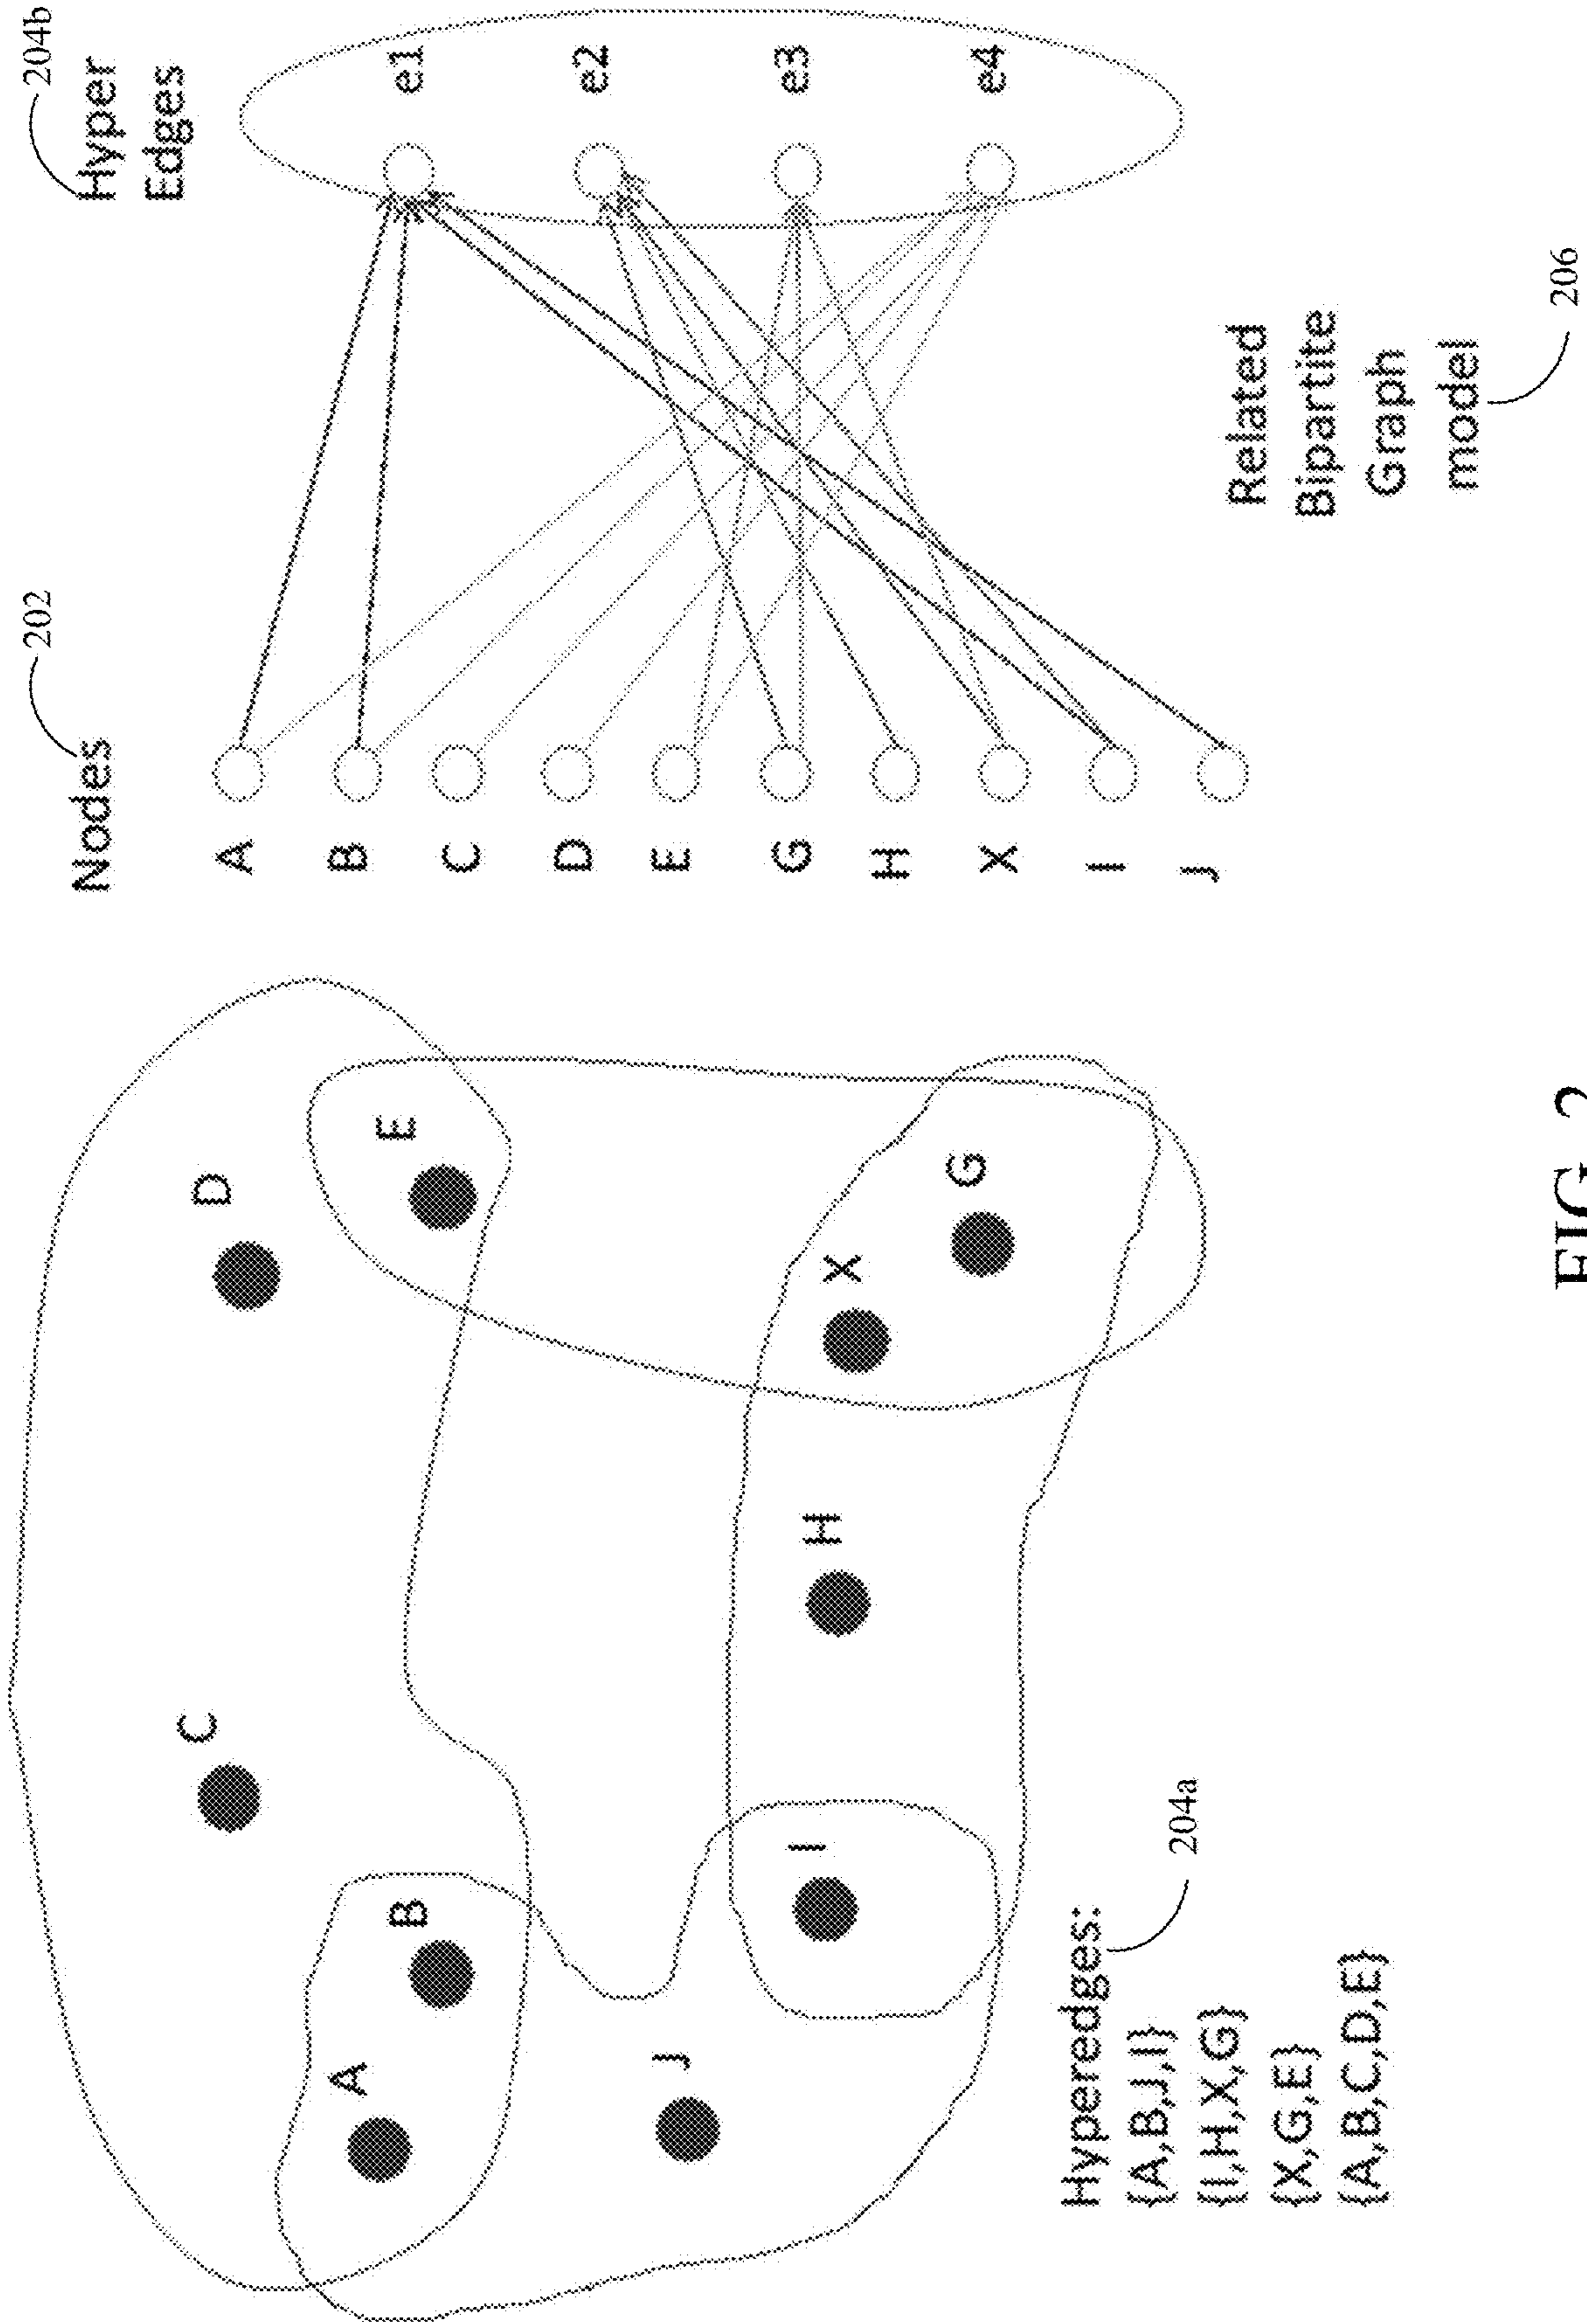 C
D
A
E
B
J
I
H
X
G
Hyperedges:
204a
{A,B,J,I}
{I,H,X,G}
{X,G,E}
{A,B,C,D,E}
202
Nodes
A
B
C
D
E
G
H
X
I
J
204b
Hyper
Edges
e1
e2
e3
e4
Related
Bipartite
Graph
model
206
FIG. 2